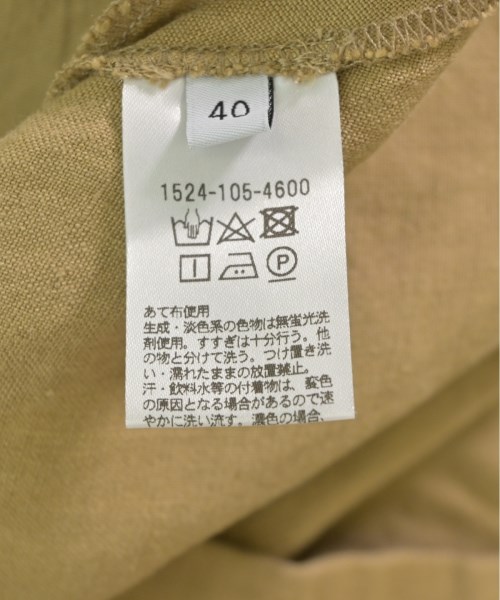 40
1524-105-4600
P
あて布使用
生成・淡色系の色物は無蛍光洗
剤使用。すすぎは十分行う。他
の物と分けて洗う。つけ置き洗
い・濡れたままの放置禁止。
汗・飲料水等の付着物は、変色
の原因となる場合があるので速
やかに洗い流す。濃色の場合、